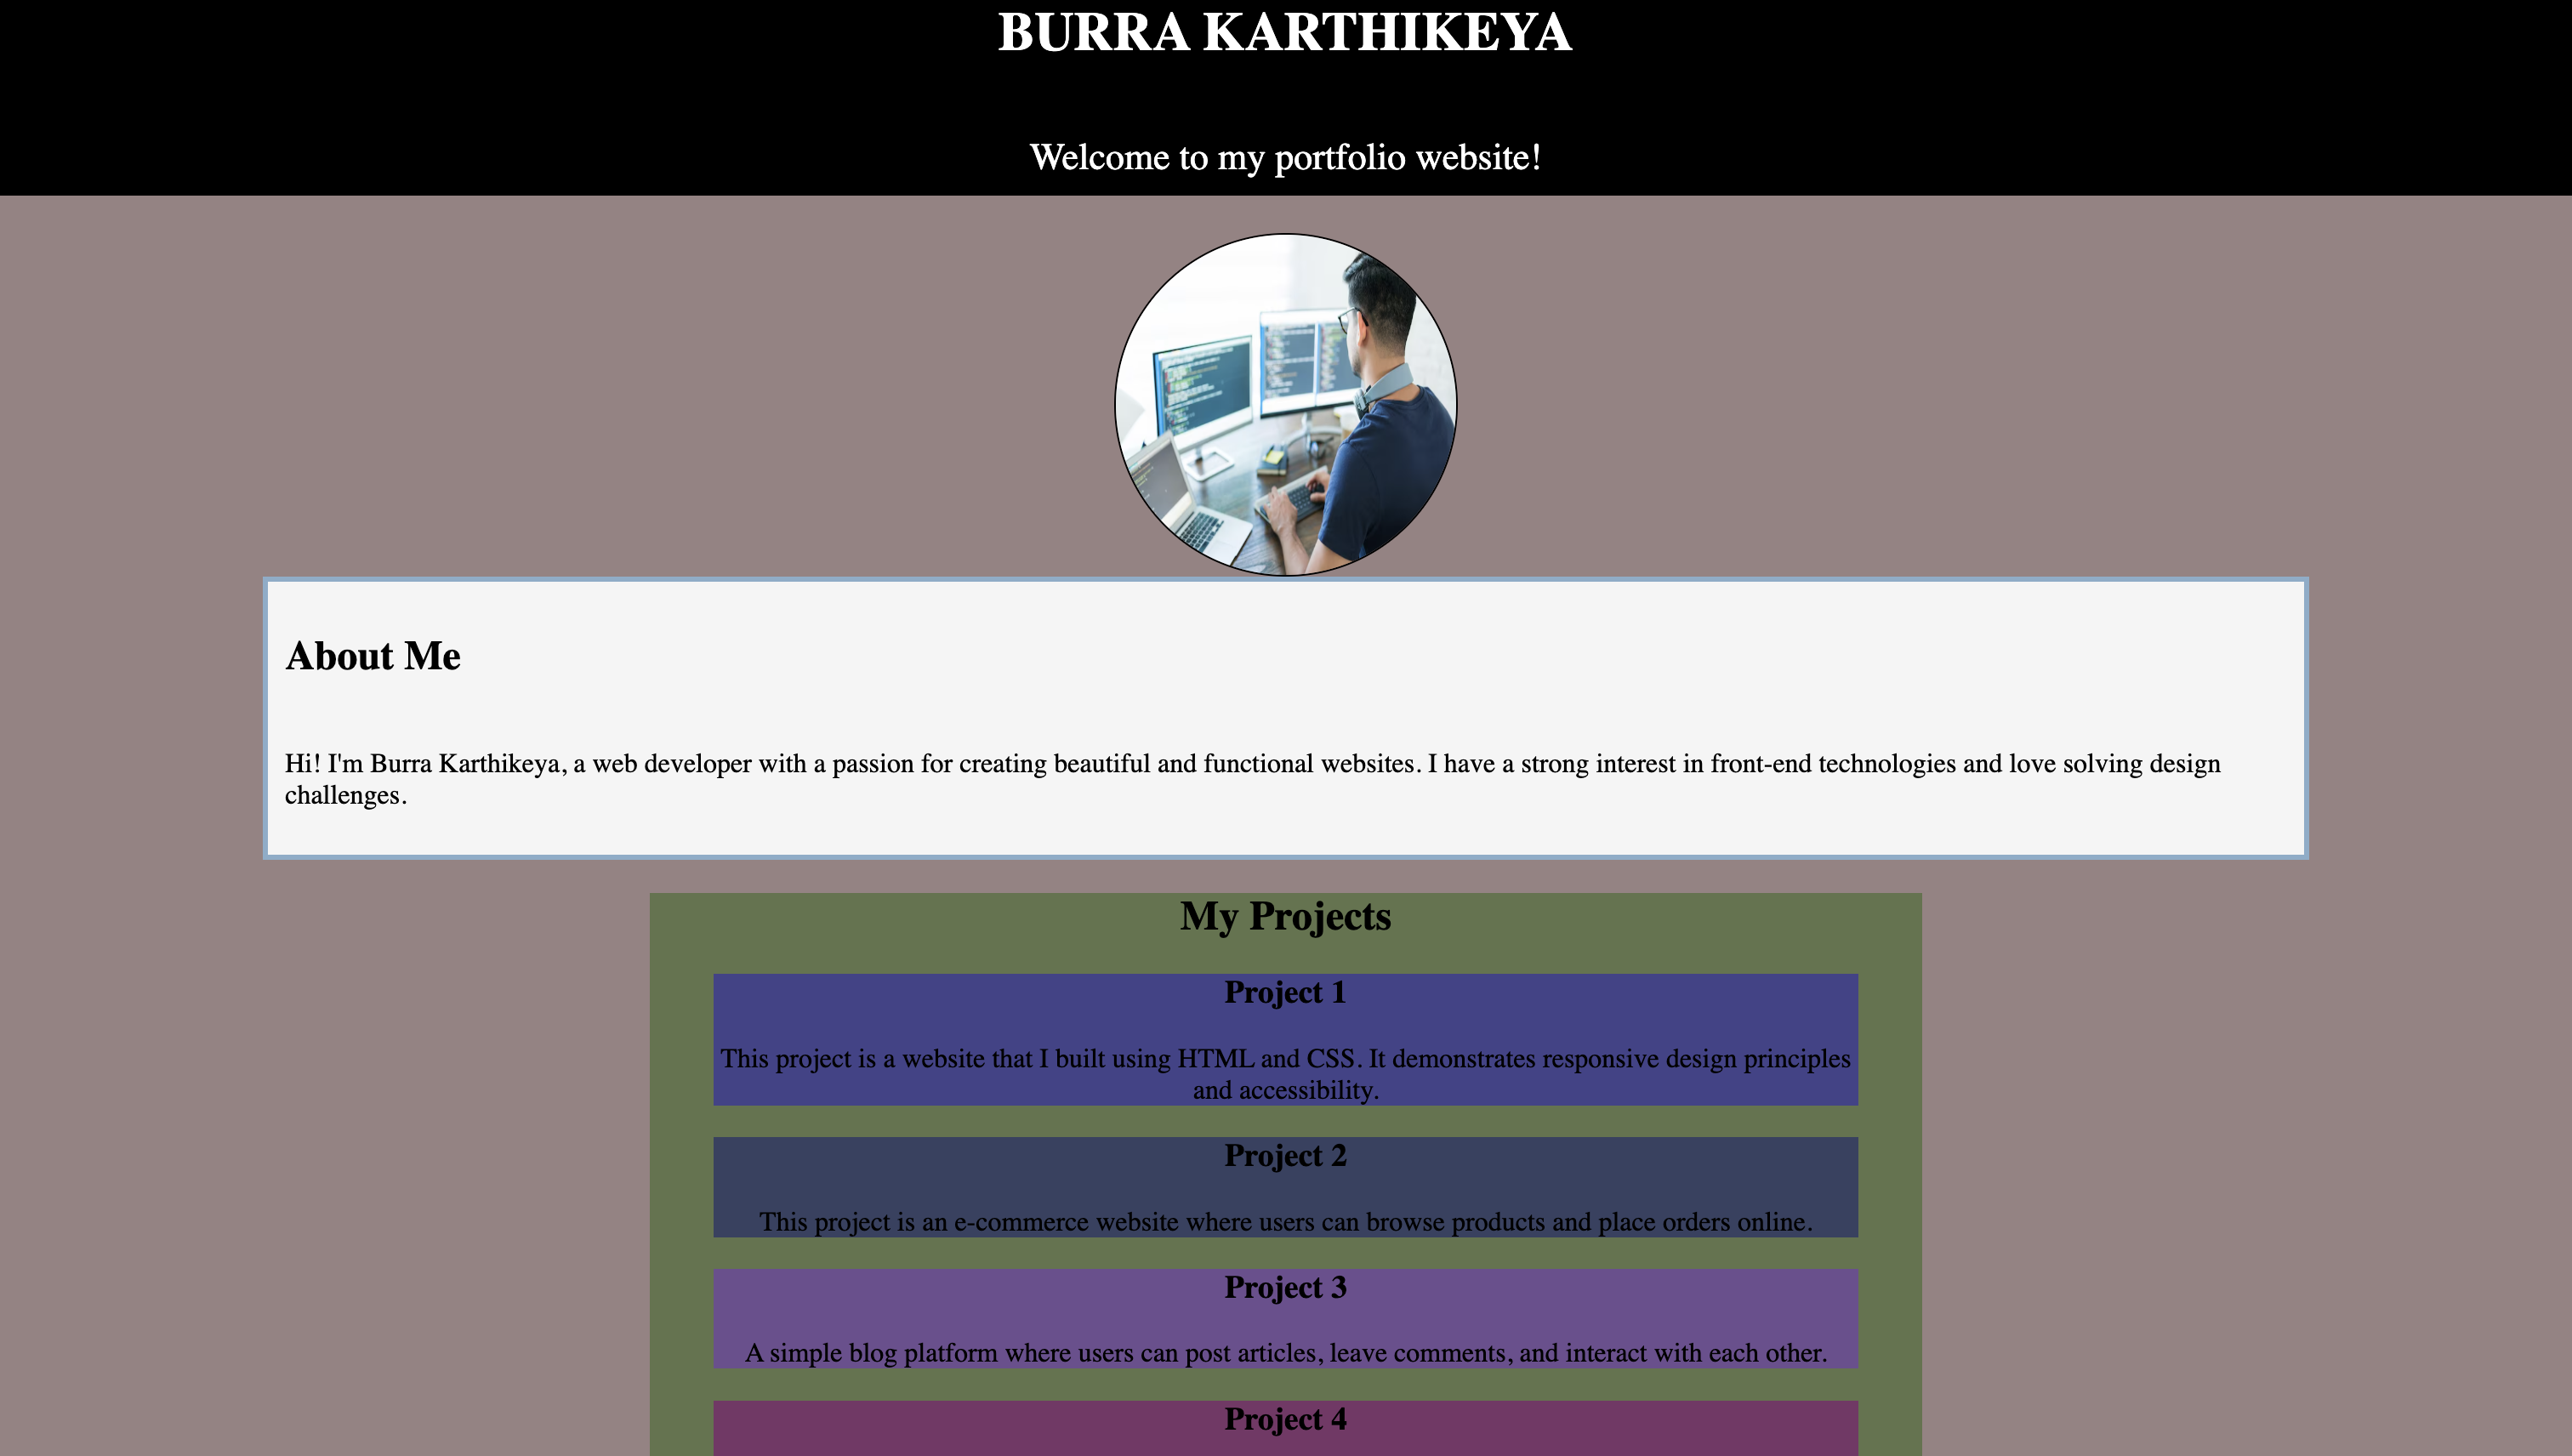 BURRA KARTHIKEYA
Welcome to my portfolio website!
About Me
Hi! I'm Burra Karthikeya, a web developer with a passion for creating beautiful and functional websites. I have a strong interest in front-end technologies and love solving design
challenges.
My Projects
Project 1
This project is a website that I built using HTML and CSS. It demonstrates responsive design principles
and accessibility.
Project 2
This project is an e-commerce website where users can browse products and place orders online.
Project 3
A simple blog platform where users can post articles, leave comments, and interact with each other.
Project 4